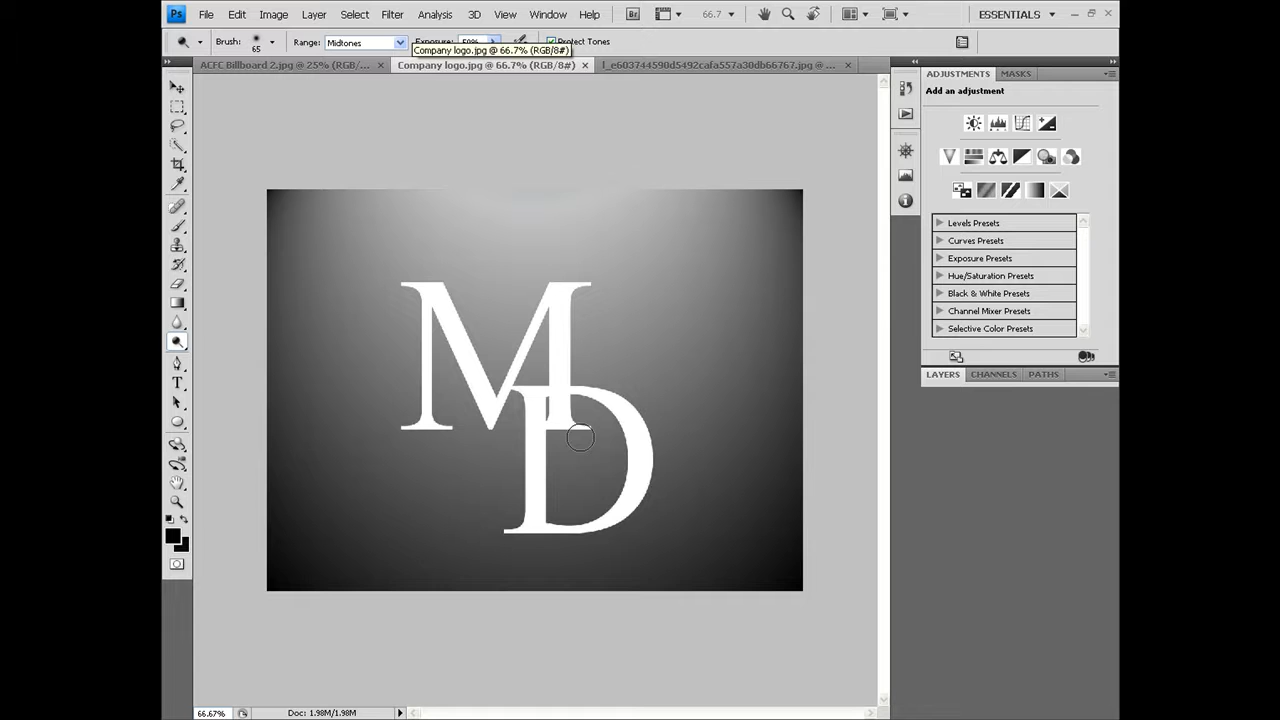 Ps File Edit Image Layer Select Filter Analysis 3D View Window Help Br 66.7 ESSENTIALS
Brush: 65 Range: Midtones Exposure: 50% Protect Tones
Company logo.jpg @ 66.7% (RGB/8#)
ACFC Billboard 2.jpg @ 25% (RGB/... Company logo.jpg @ 66.7% (RGB/8#) l_e603744590d5492cafa557a30db66767.jpg @ ...
ADJUSTMENTS MASKS
Add an adjustment
Levels Presets
Curves Presets
Exposure Presets
Hue/Saturation Presets
Black & White Presets
Channel Mixer Presets
Selective Color Presets
LAYERS CHANNELS PATHS
M
D
66.67% Doc: 1.98M/1.98M